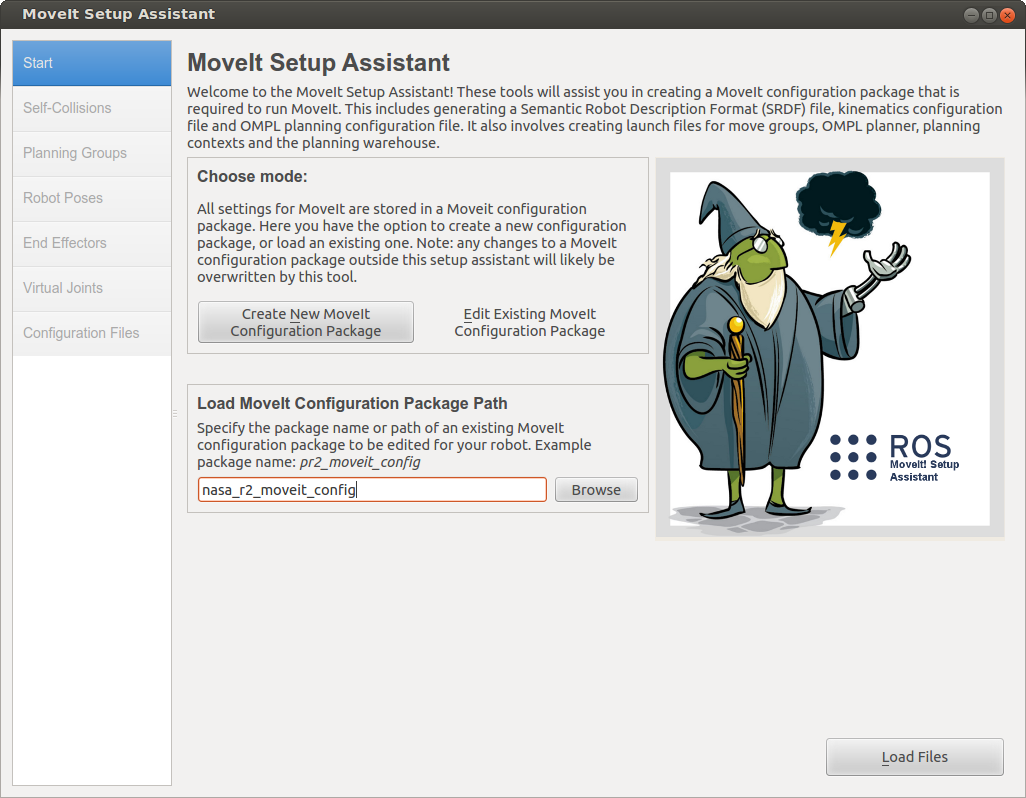 MoveIt Setup Assistant
Start
Self-Collisions
Planning Groups
Robot Poses
End Effectors
Virtual Joints
Configuration Files
MoveIt Setup Assistant
Welcome to the MoveIt Setup Assistant! These tools will assist you in creating a MoveIt configuration package that is
required to run MoveIt. This includes generating a Semantic Robot Description Format (SRDF) file, kinematics configuration
file and OMPL planning configuration file. It also involves creating launch files for move groups, OMPL planner, planning
contexts and the planning warehouse.
Choose mode:
All settings for MoveIt are stored in a Moveit configuration
package. Here you have the option to create a new configuration
package, or load an existing one. Note: any changes to a MoveIt
configuration package outside this setup assistant will likely be
overwritten by this tool.
Create New MoveIt
Configuration Package
Edit Existing MoveIt
Configuration Package
Load MoveIt Configuration Package Path
Specify the package name or path of an existing MoveIt
configuration package to be edited for your robot. Example
package name: pr2_moveit_config
nasa_r2_moveit_config
Browse
ROS
MoveIt! Setup
Assistant
Load Files